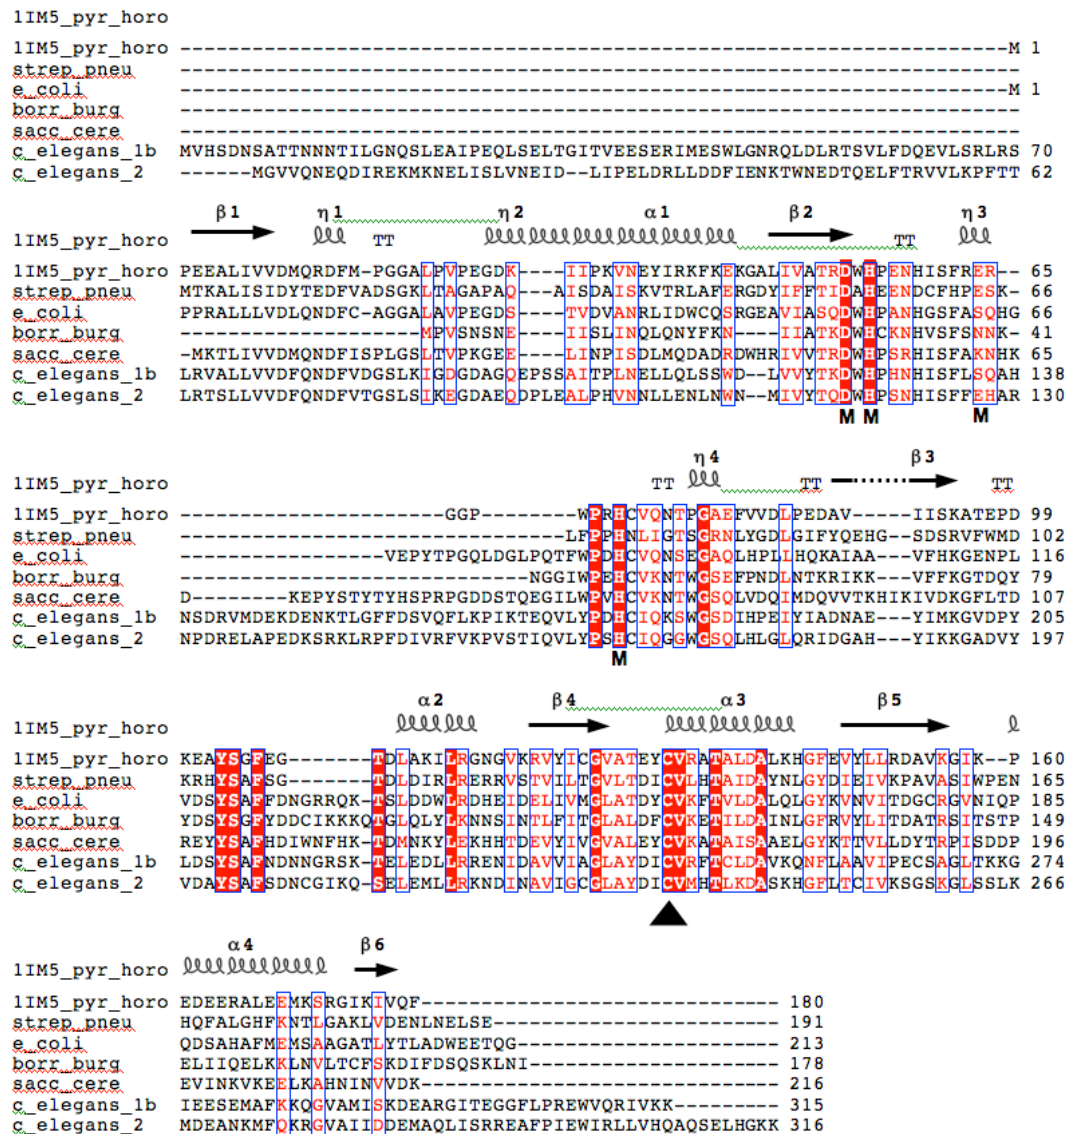 1IM5_pyr_horo
1IM5_pyr_horo ---------------------------------------------------------------------M 1
strep_pneu ----------------------------------------------------------------------
e_coli ---------------------------------------------------------------------M 1
borr_burg ----------------------------------------------------------------------
sacc_cere ----------------------------------------------------------------------
c_elegans_1b MVHSDNSATTNNNTILGNQSLEAIPEQLSELTGITVEESERIMESWLGNRQLDLRTSVLFDQEVLSRLRS 70
c_elegans_2 ------MGVVQNEQDIREKMKNELISLVNEID--LIPELDRLLDDFIENKTWNEDTQELFTRVVLKPFTT 62
β1 η1 η2 α1 β2 η3
1IM5_pyr_horo TT TT
1IM5_pyr_horo PEEALIVVDMQRDFM-PGGALPVPEGDK----IIPKVNEYIRKFKEKGALIVATRDWHPENHISFRER-- 65
strep_pneu MTKALISIDYTEDFVADSGKLTAGAPAQ---AISDAISKVTRLAFERGDYIFFTIDAHEENDCFHPESK- 66
e_coli PPRALLLVDLQNDFC-AGGALAVPEGDS----TVDVANRLIDWCQSRGEAVIASQDWHPANHGSFASQHG 66
borr_burg --------------------MPVSNSNE----IISLINQLQNYFKN----IIATKDWHCKNHVSFSNNK- 41
sacc_cere -MKTLIVVDMQNDFISPLGSLTVPKGEE----LINPISDLMQDADRDWHRIVVTRDWHPSRHISFAKNHK 65
c_elegans_1b LRVALLVVDFQNDFVDGSLKIGDGDAGQEPSSAITPLNELLQLSSWD--LVVYTKDWHPHNHISFLSQAH 138
c_elegans_2 LRTSLLVVDFQNDFVTGSLSIKEGDAEQDPLEALPHVNNLLENLNWN--MIVYTQDWHPSNHISFFEHAR 130
M M M
η4 β3
1IM5_pyr_horo TT TT TT
1IM5_pyr_horo ----------------------GGP--------WPRHCVQNTPGAEFVVDLPEDAV-----IISKATEPD 99
strep_pneu --------------------------------LFPPHNLIGTSGRNLYGDLGIFYQEHG--SDSRVFWMD 102
e_coli -----------------VEPYTPGQLDGLPQTFWPDHCVQNSEGAQLHPLLHQKAIAA---VFHKGENPL 116
borr_burg -----------------------------NGGIWPEHCVKNTWGSEFPNDLNTKRIKK---VFFKGTDQY 79
sacc_cere D--------KEPYSTYTYHSPRPGDDSTQEGILWPVHCVKNTWGSQLVDQIMDQVVTKHIKIVDKGFLTD 107
c_elegans_1b NSDRVMDEKDENRTLGFFDSVQFLKPIKTEQVLYPDHCIQKSWGSDIHPEIYIADNAE---YIMKGVDPY 205
c_elegans_2 NPDRELAPEDKSRKLRPFDIVRFVKPVSTIQVLYPSHCIQGGWGSQLHLGLQRIDGAH---YIKKGADVY 197
M
α2 β4 α3 β5
1IM5_pyr_horo
1IM5_pyr_horo KEAYSGFEG-------TDLAKILRGNGVKRVYICGVATEYCVRATALDALKHGFEVYLLRDAVKGIK--P 160
strep_pneu KRHYSAFSG-------TDLDIRLRERRVSTVILTGVLTDICVLHTAIDAYNLGYDIEIVKPAVASIWPEN 165
e_coli VDSYSAFFDNGRRQK-TSLDDWLRDHEIDELIVMGLATDYCVKFTVLDALQLGYKVNVITDGCRGVNIQP 185
borr_burg YDSYSGFYDDCIKKKQTGLQLYLKNNSINTLFITGLALDFCVKETILDAINLGFRVYLITDATRSITSTP 149
sacc_cere REYYSAFHDIWNFHK-TDMNKYLEKHHTDEVYIVGVALEYCVKATAISAAELGYKTTVLLDYTRPISDDP 196
c_elegans_1b LDSYSAFNDNNGRSK-TELEDLLRRENIDAVVIAGLAYDICVRFTCLDAVKQNFLAAVIPECSAGLTKKG 274
c_elegans_2 VDAYSAFSDNCGIKQ-SELEMLLRKNDINAVIGCGLAYDICVMHTLKDASKHGFLTCIVKSGSKGLSSLK 266
α4 β6
1IM5_pyr_horo
1IM5_pyr_horo EDEERALEEMKSRGIKIVQF------------------------------ 180
strep_pneu HQFALGHFKNTLGAKLVDENLNELSE------------------------ 191
e_coli QDSAHAFMEMSAAGATLYTLADWEETQG---------------------- 213
borr_burg ELIIQELKKLNVLTCFSKDIFDSQSKLNI--------------------- 178
sacc_cere EVINKVKEELKAHNINVVDK------------------------------ 216
c_elegans_1b IEESEMAFKKQGVAMISKDEARGITEGGFLPREWVQRIVKK--------- 315
c_elegans_2 MDEANKMFQKRGVAIIDDEMAQLISRREAFPIEWIRLLVHQAQSELHGKK 316